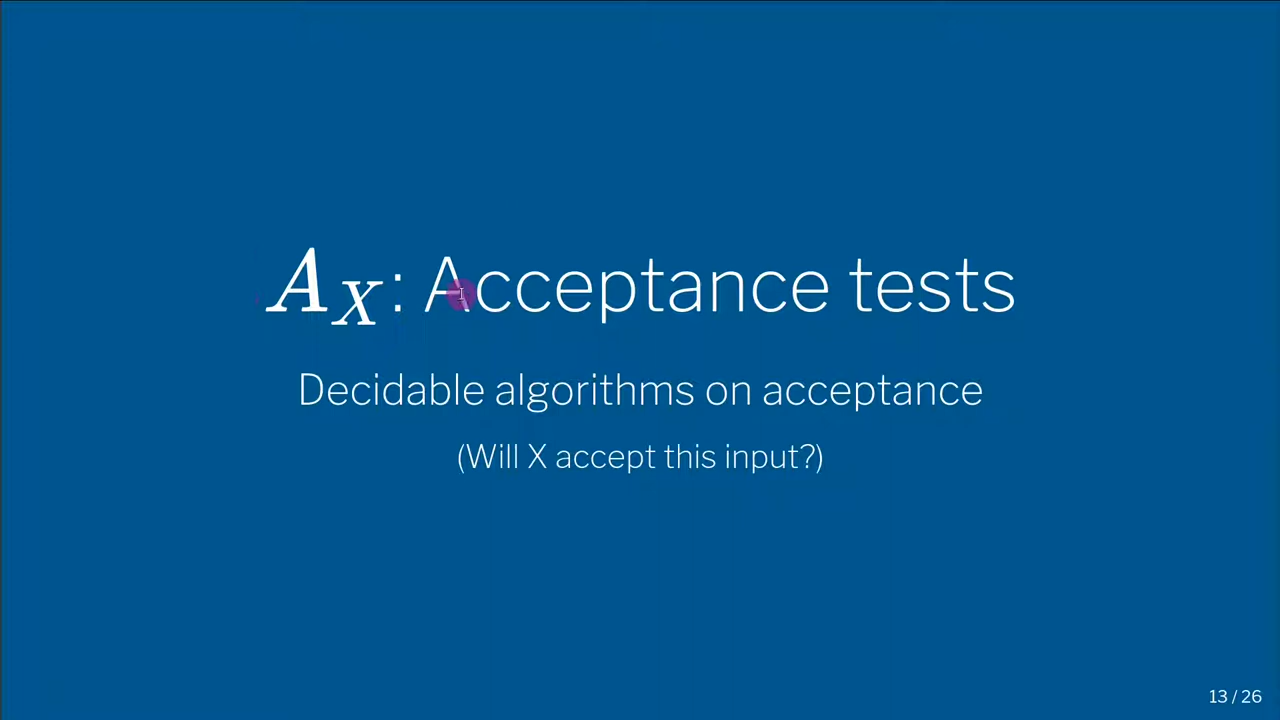 A_X: Acceptance tests
Decidable algorithms on acceptance
(Will X accept this input?)
13 / 26